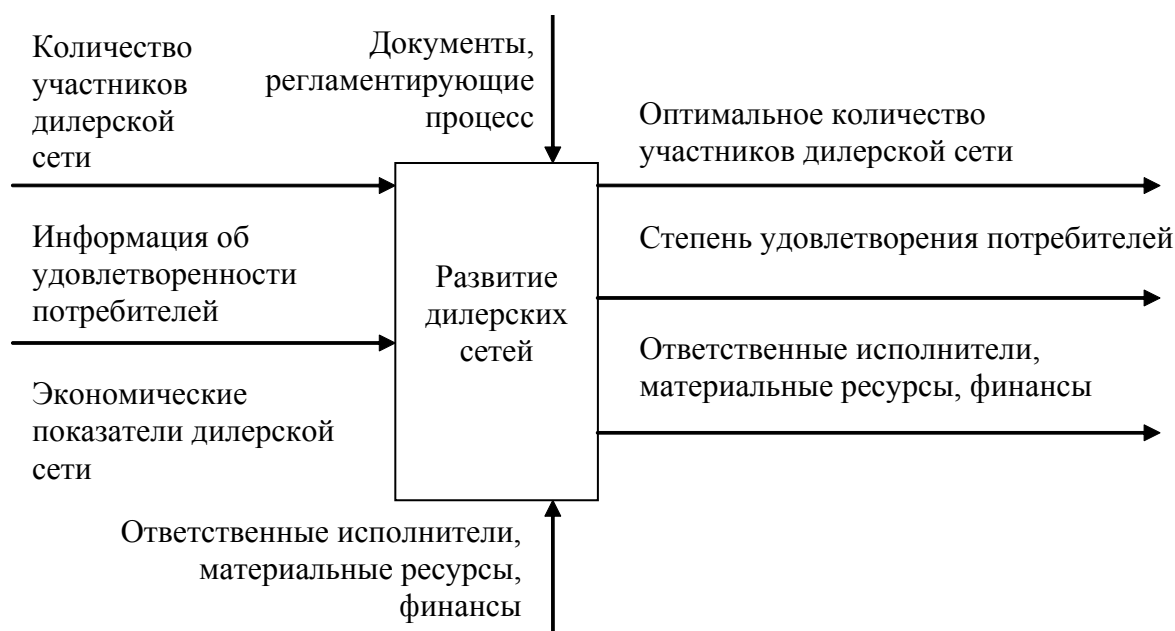 Количество
участников
дилерской
сети
Документы,
регламентирующие
процесс
Оптимальное количество
участников дилерской сети
Информация об
удовлетворенности
потребителей
Развитие
дилерских
сетей
Степень удовлетворения потребителей
Экономические
показатели дилерской
сети
Ответственные исполнители,
материальные ресурсы, финансы
Ответственные исполнители,
материальные ресурсы,
финансы